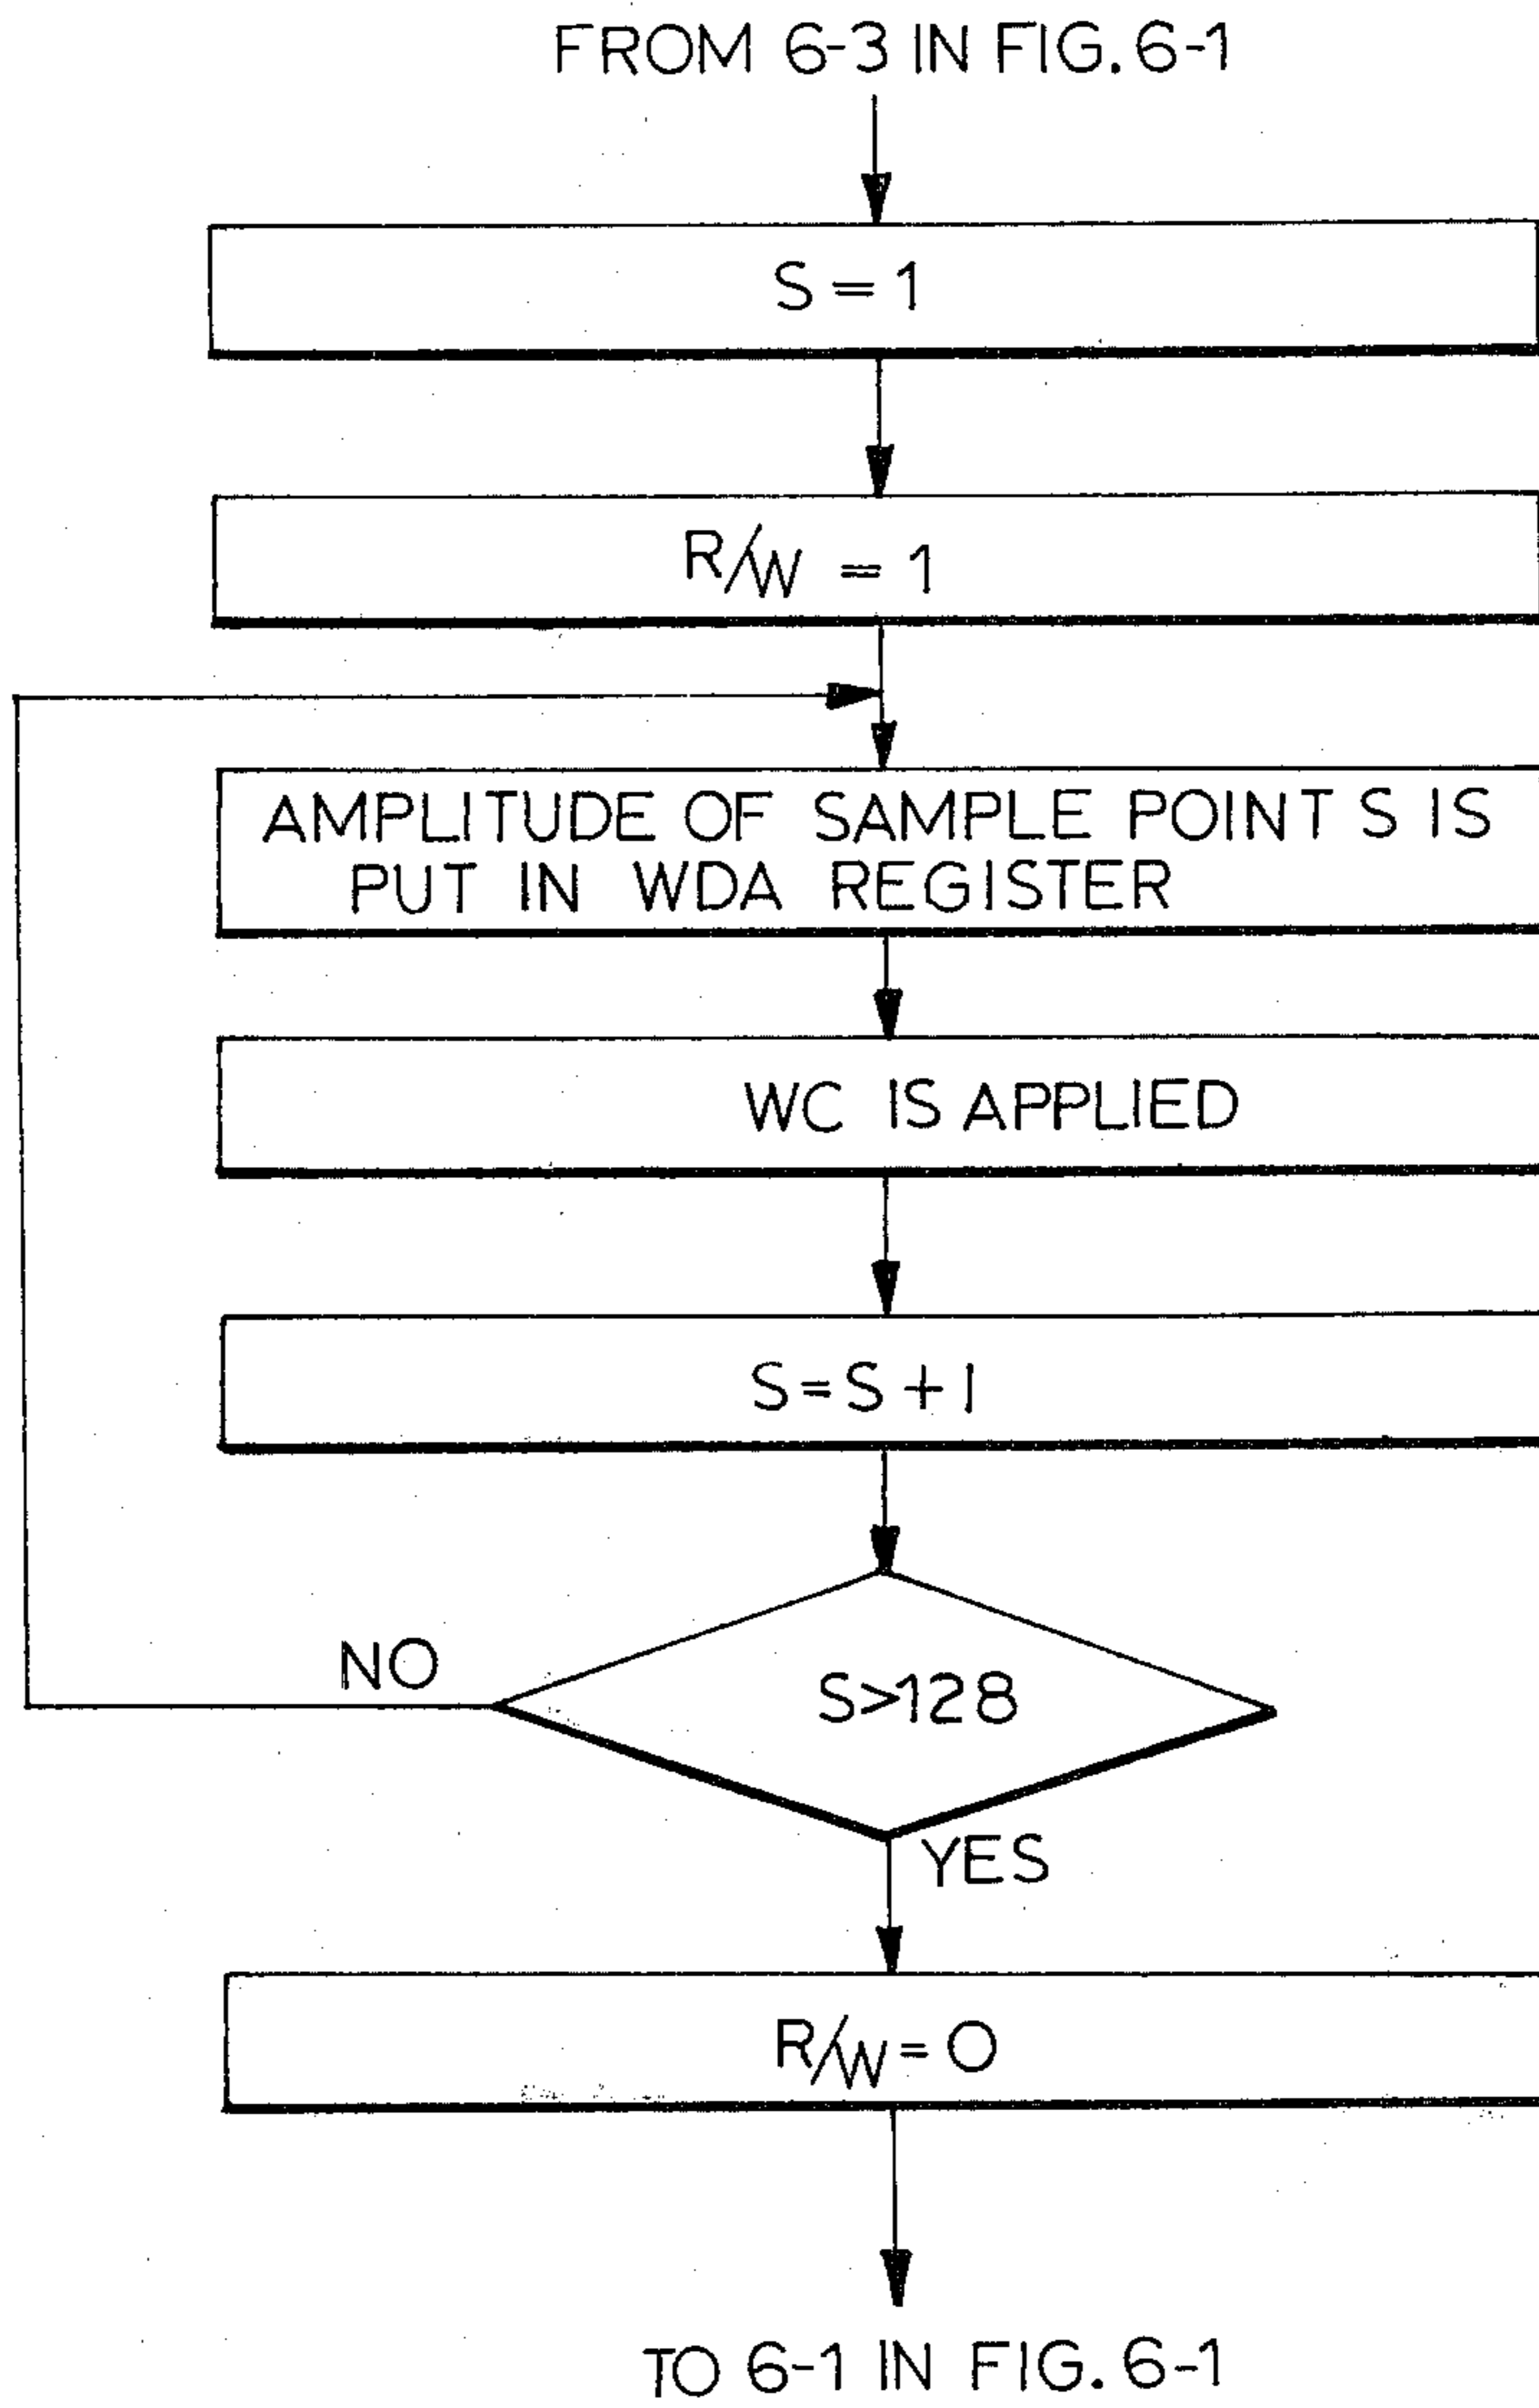 FROM 6-3 IN FIG. 6-1
S = 1
R/W = 1
AMPLITUDE OF SAMPLE POINT S IS
PUT IN WDA REGISTER
WC IS APPLIED
S=S+1
NO
S>128
YES
R/W=0
TO 6-1 IN FIG. 6-1